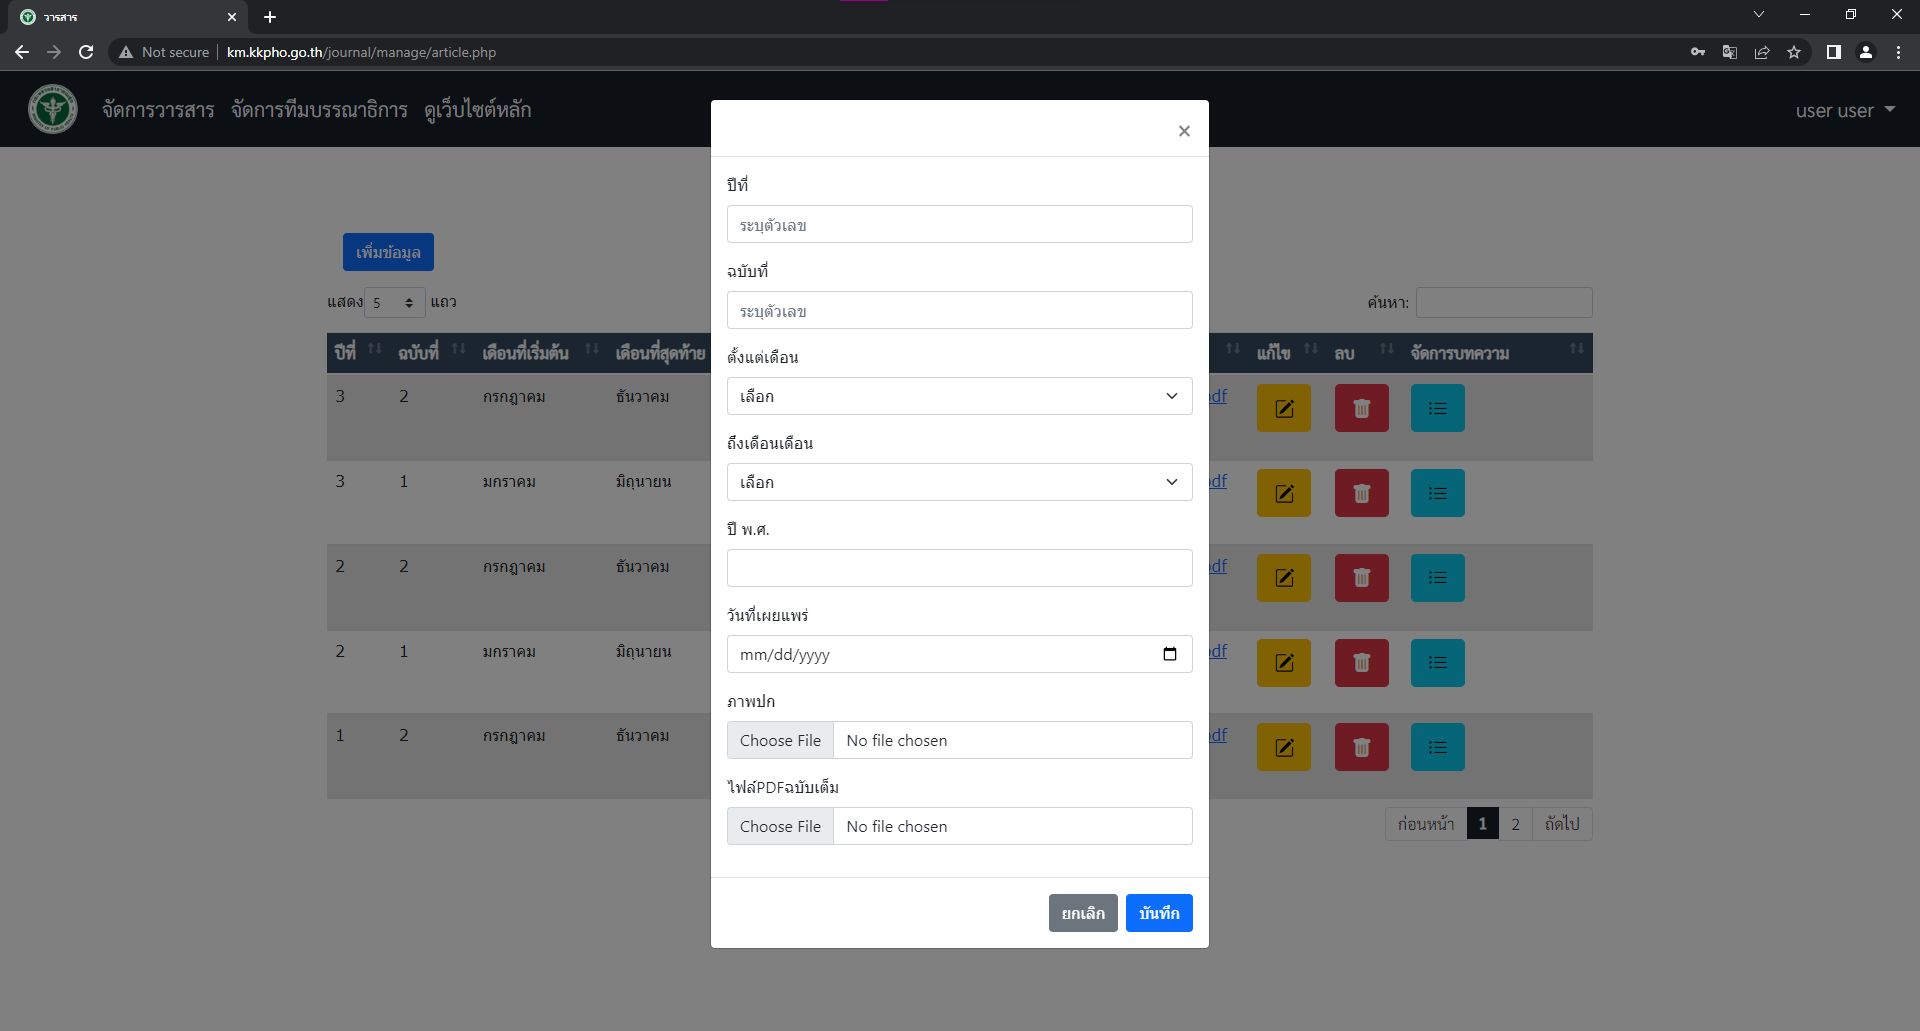 วารสาร
Not secure
km.kkpho.go.th/journal/manage/article.php
จัดการวารสาร จัดการทีมบรรณาธิการ ดูเว็บไซต์หลัก
user user
เพิ่มข้อมูล
แสดง 5 แถว
ค้นหา:
ปีที่ ฉบับที่ เดือนที่เริ่มต้น เดือนที่สุดท้าย แก้ไข ลบ จัดการบทความ
3 2 กรกฎาคม ธันวาคม
3 1 มกราคม มิถุนายน
2 2 กรกฎาคม ธันวาคม
2 1 มกราคม มิถุนายน
1 2 กรกฎาคม ธันวาคม
ก่อนหน้า 1 2 ถัดไป
×
ปีที่
ระบุตัวเลข
ฉบับที่
ระบุตัวเลข
ตั้งแต่เดือน
เลือก
ถึงเดือนเดือน
เลือก
ปี พ.ศ.
วันที่เผยแพร่
mm/dd/yyyy
ภาพปก
Choose File No file chosen
ไฟล์PDFฉบับเต็ม
Choose File No file chosen
ยกเลิก บันทึก